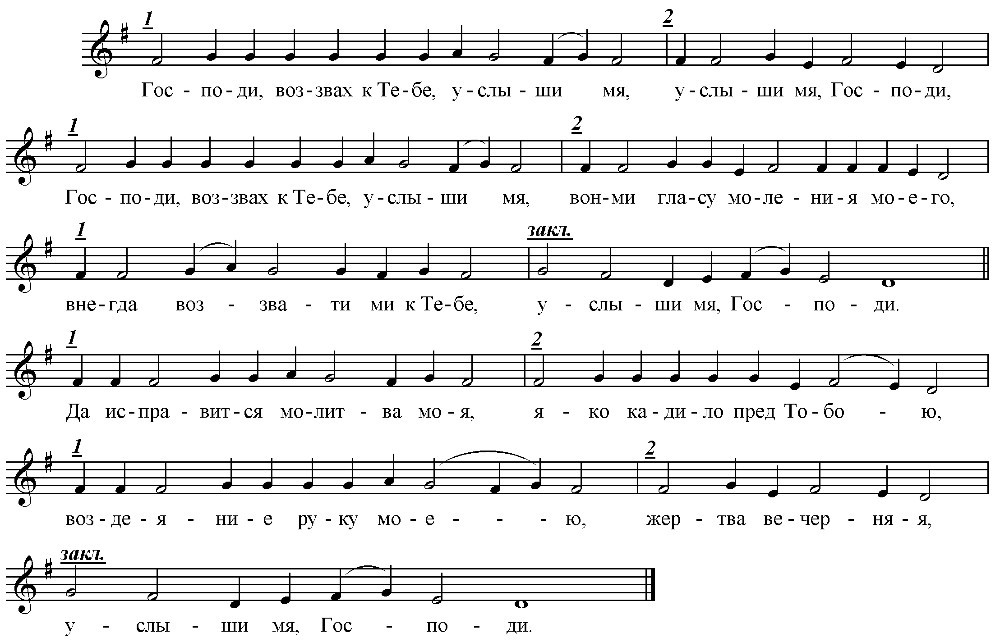 1 2
Гос - по - ди, воз - звах к Те - бе, у - слы - ши мя, у - слы - ши мя, Гос - по - ди,
1 2
Гос - по - ди, воз - звах к Те - бе, у - слы - ши мя, вон - ми гла - су мо - ле - ни - я мо - е - го,
1 закл.
вне - гда воз - зва - ти ми к Те - бе, у - слы - ши мя, Гос - по - ди.
1 2
Да ис - пра - вит - ся мо - лит - ва мо - я, я - ко ка - ди - ло пред То - бо - ю,
1 2
воз - де - я - ни - е ру - ку мо - е - - - ю, жер - тва ве - чер - ня - я,
закл.
у - слы - ши мя, Гос - по - ди.